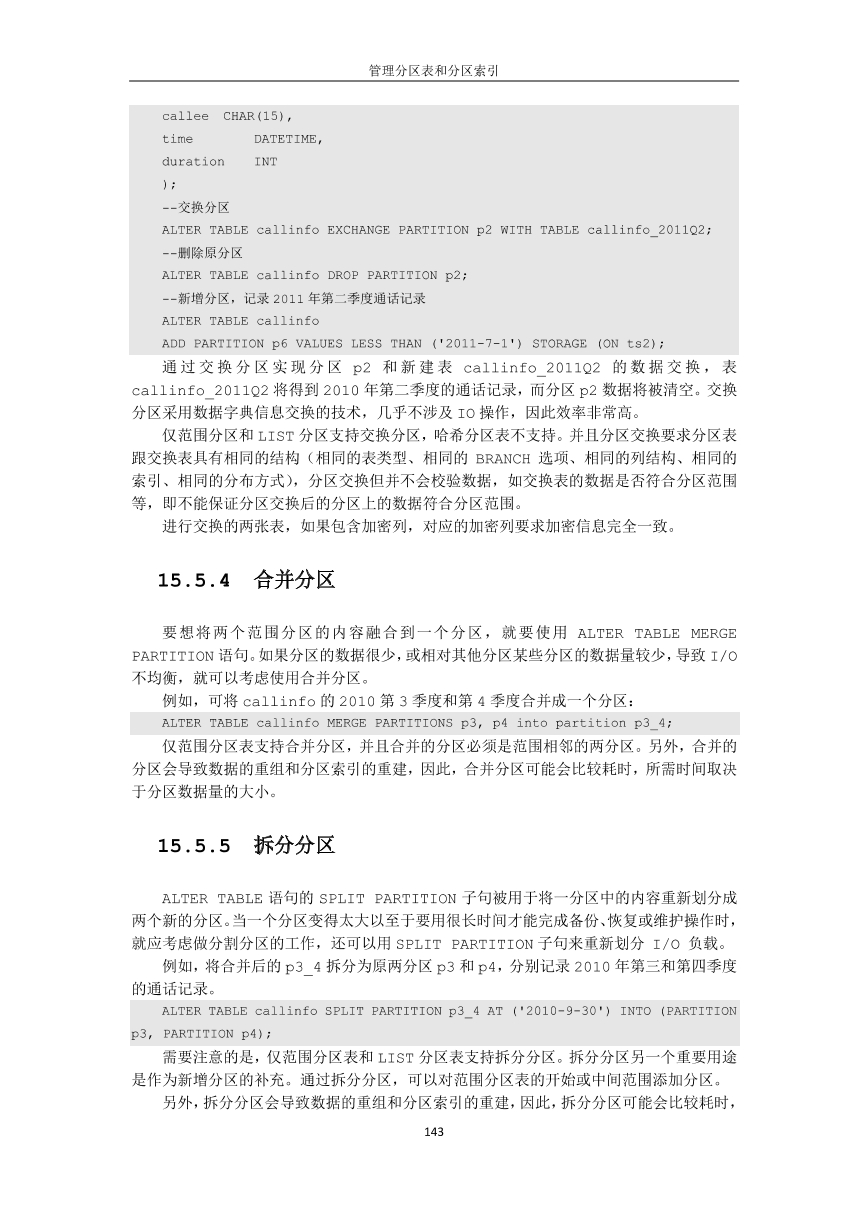 管理分区表和分区索引
callee CHAR(15),
time DATETIME,
duration INT
);
--交换分区
ALTER TABLE callinfo EXCHANGE PARTITION p2 WITH TABLE callinfo_2011Q2;
--删除原分区
ALTER TABLE callinfo DROP PARTITION p2;
--新增分区，记录 2011 年第二季度通话记录
ALTER TABLE callinfo
ADD PARTITION p6 VALUES LESS THAN ('2011-7-1') STORAGE (ON ts2);
通过交换分区实现分区 p2 和新建表 callinfo_2011Q2 的数据交换，表
callinfo_2011Q2 将得到 2010 年第二季度的通话记录，而分区 p2 数据将被清空。交换
分区采用数据字典信息交换的技术，几乎不涉及 IO 操作，因此效率非常高。
仅范围分区和 LIST 分区支持交换分区，哈希分区表不支持。并且分区交换要求分区表
跟交换表具有相同的结构（相同的表类型、相同的 BRANCH 选项、相同的列结构、相同的
索引、相同的分布方式），分区交换但并不会校验数据，如交换表的数据是否符合分区范围
等，即不能保证分区交换后的分区上的数据符合分区范围。
进行交换的两张表，如果包含加密列，对应的加密列要求加密信息完全一致。
15.5.4 合并分区
要想将两个范围分区的内容融合到一个分区，就要使用 ALTER TABLE MERGE
PARTITION 语句。如果分区的数据很少，或相对其他分区某些分区的数据量较少，导致 I/O
不均衡，就可以考虑使用合并分区。
例如，可将 callinfo 的 2010 第 3 季度和第 4 季度合并成一个分区：
ALTER TABLE callinfo MERGE PARTITIONS p3, p4 into partition p3_4;
仅范围分区表支持合并分区，并且合并的分区必须是范围相邻的两分区。另外，合并的
分区会导致数据的重组和分区索引的重建，因此，合并分区可能会比较耗时，所需时间取决
于分区数据量的大小。
15.5.5 拆分分区
ALTER TABLE 语句的 SPLIT PARTITION 子句被用于将一分区中的内容重新划分成
两个新的分区。当一个分区变得太大以至于要用很长时间才能完成备份、恢复或维护操作时，
就应考虑做分割分区的工作，还可以用 SPLIT PARTITION 子句来重新划分 I/O 负载。
例如，将合并后的 p3_4 拆分为原两分区 p3 和 p4，分别记录 2010 年第三和第四季度
的通话记录。
ALTER TABLE callinfo SPLIT PARTITION p3_4 AT ('2010-9-30') INTO (PARTITION
p3, PARTITION p4);
需要注意的是，仅范围分区表和 LIST 分区表支持拆分分区。拆分分区另一个重要用途
是作为新增分区的补充。通过拆分分区，可以对范围分区表的开始或中间范围添加分区。
另外，拆分分区会导致数据的重组和分区索引的重建，因此，拆分分区可能会比较耗时，
143